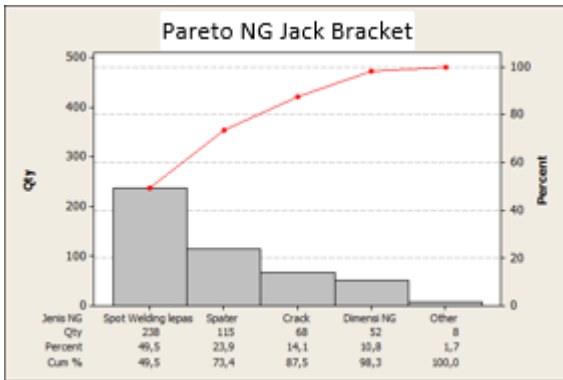 Pareto NG Jack Bracket
500
400
300
200
100
0
Qty
100
80
60
40
20
0
Percent
Jenis NG Spot Welding lepas Spater Crack Dimensi NG Other
Qty 238 115 68 52 8
Percent 49,5 23,9 14,1 10,8 1,7
Cum % 49,5 73,4 87,5 98,3 100,0